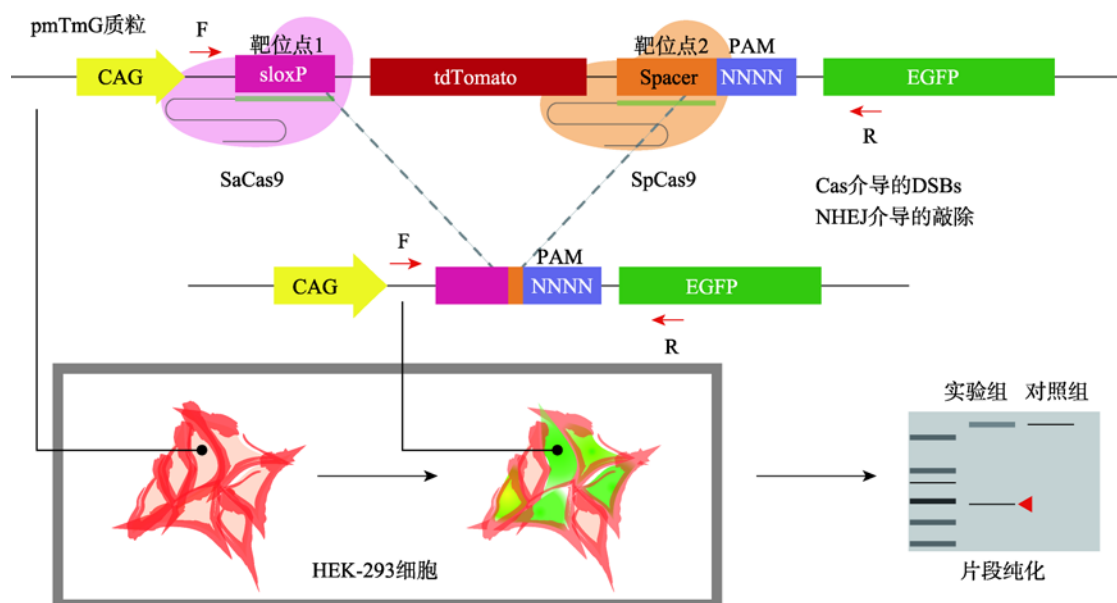 pmTmG质粒
F
靶位点1
靶位点2
PAM
CAG
sloxP
tdTomato
Spacer
NNNN
EGFP
R
SaCas9
SpCas9
Cas介导的DSBs
NHEJ介导的敲除
F
PAM
CAG
NNNN
EGFP
R
实验组
对照组
HEK-293细胞
片段纯化